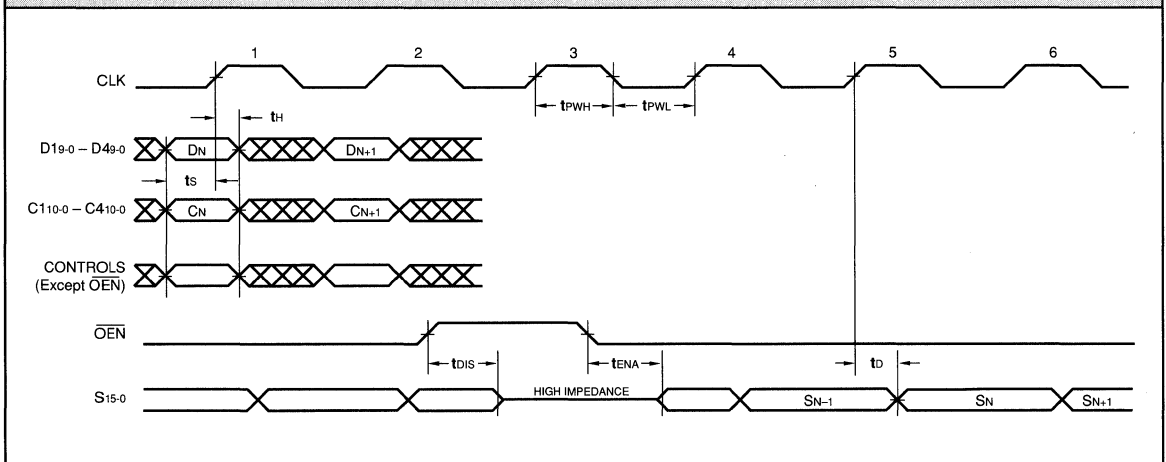 1 2 3 4 5 6
CLK
tPWH tPWL
tH
D19-0 – D49-0 DN DN+1
tS
C110-0 – C410-0 CN CN+1
CONTROLS
(Except OEN)
OEN
tDIS tENA tD
S15-0 HIGH IMPEDANCE SN–1 SN SN+1